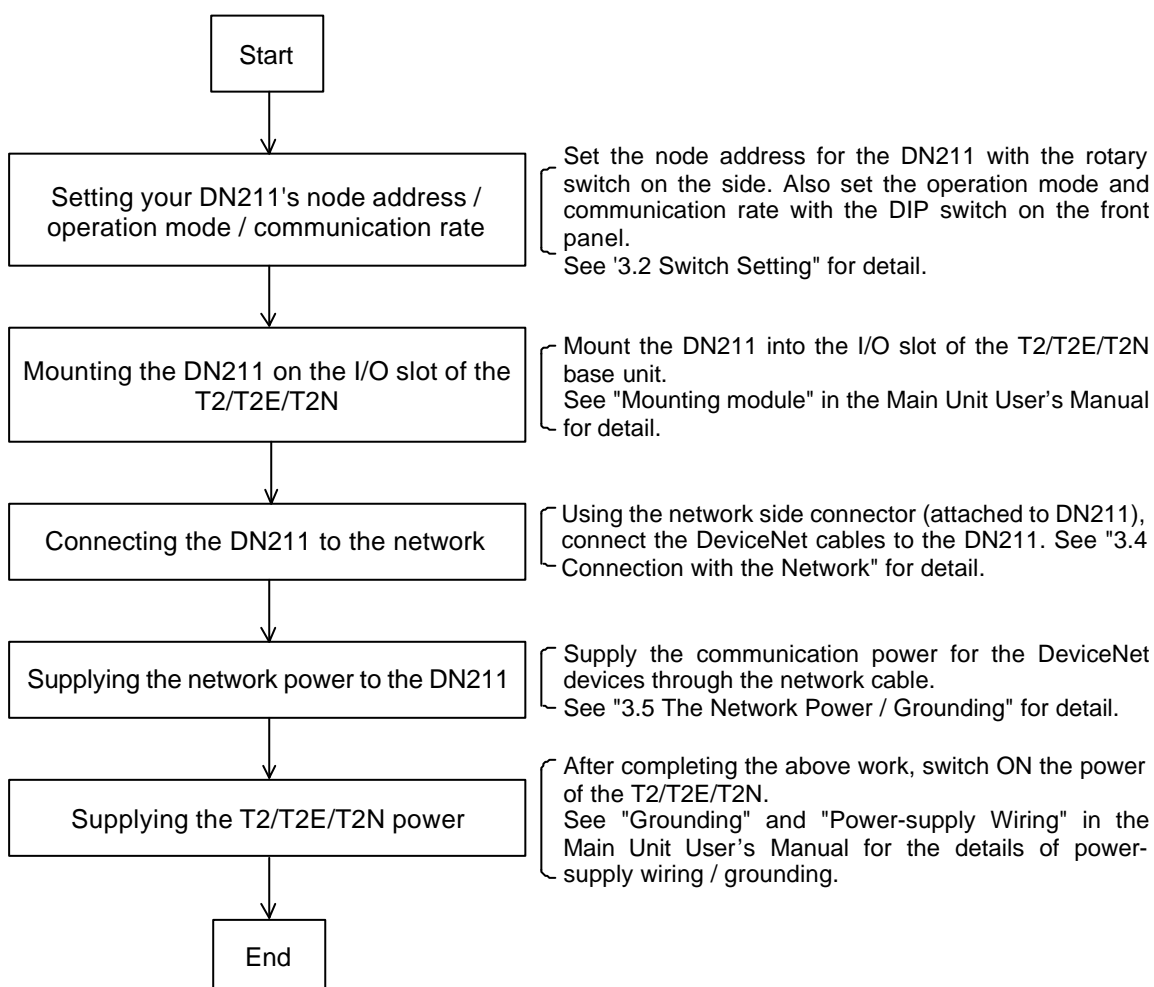 Start
Setting your DN211's node address /
operation mode / communication rate
Set the node address for the DN211 with the rotary
switch on the side. Also set the operation mode and
communication rate with the DIP switch on the front
panel.
See '3.2 Switch Setting" for detail.
Mounting the DN211 on the I/O slot of the
T2/T2E/T2N
Mount the DN211 into the I/O slot of the T2/T2E/T2N
base unit.
See "Mounting module" in the Main Unit User's Manual
for detail.
Connecting the DN211 to the network
Using the network side connector (attached to DN211),
connect the DeviceNet cables to the DN211. See "3.4
Connection with the Network" for detail.
Supplying the network power to the DN211
Supply the communication power for the DeviceNet
devices through the network cable.
See "3.5 The Network Power / Grounding" for detail.
Supplying the T2/T2E/T2N power
After completing the above work, switch ON the power
of the T2/T2E/T2N.
See "Grounding" and "Power-supply Wiring" in the
Main Unit User's Manual for the details of power-
supply wiring / grounding.
End